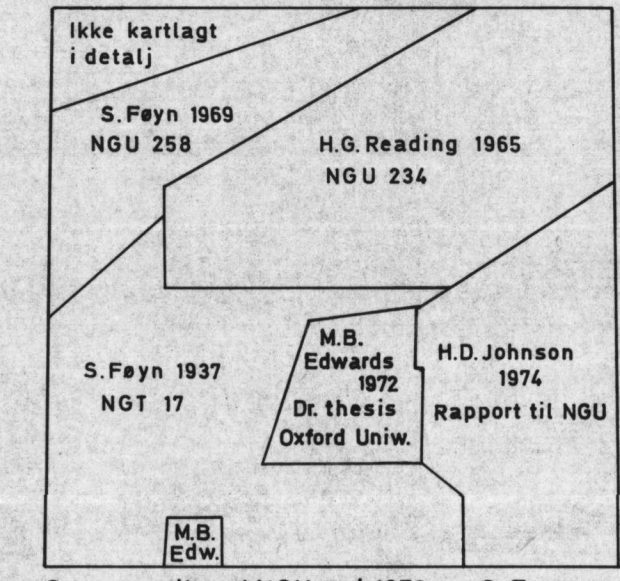 Ikke kartlagt
i detalj
S. Føyn 1969
NGU 258
H.G. Reading 1965
NGU 234
M.B.
Edwards
1972
Dr. thesis
Oxford Uniw.
H.D. Johnson
1974
Rapport til NGU
S. Føyn 1937
NGT 17
M.B.
Edw.